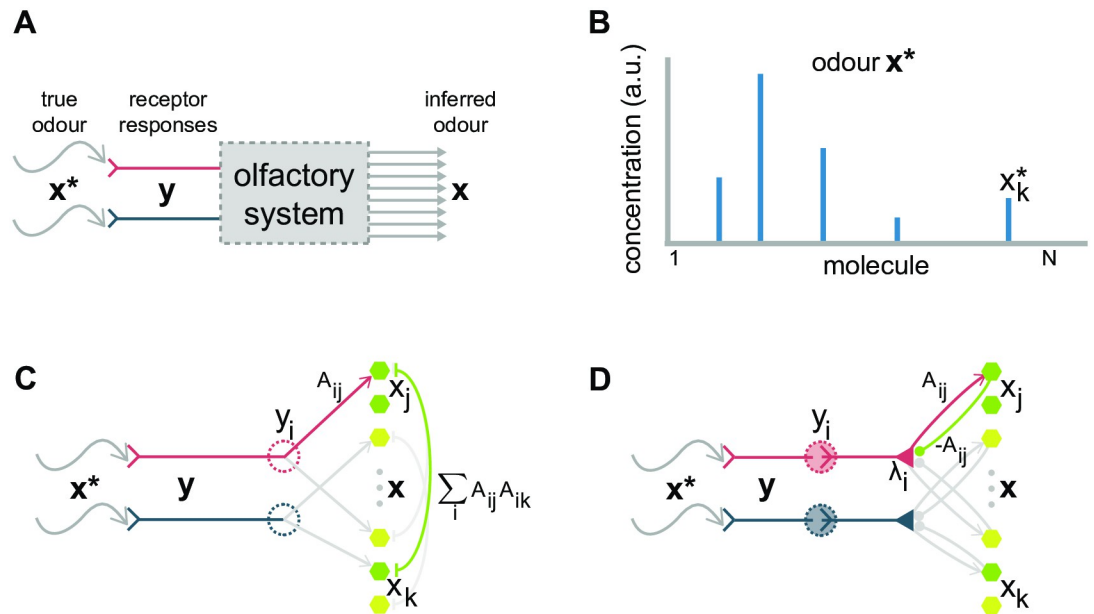 A
true
odour
receptor
responses
inferred
odour
x*
y
olfactory
system
x
B
concentration (a.u.)
odour x*
x*k
1
molecule
N
C
x*
y
yi
Aij
xj
x
∑i AijAik
xk
D
x*
y
yi
λi
Aij
-Aij
xj
x
xk